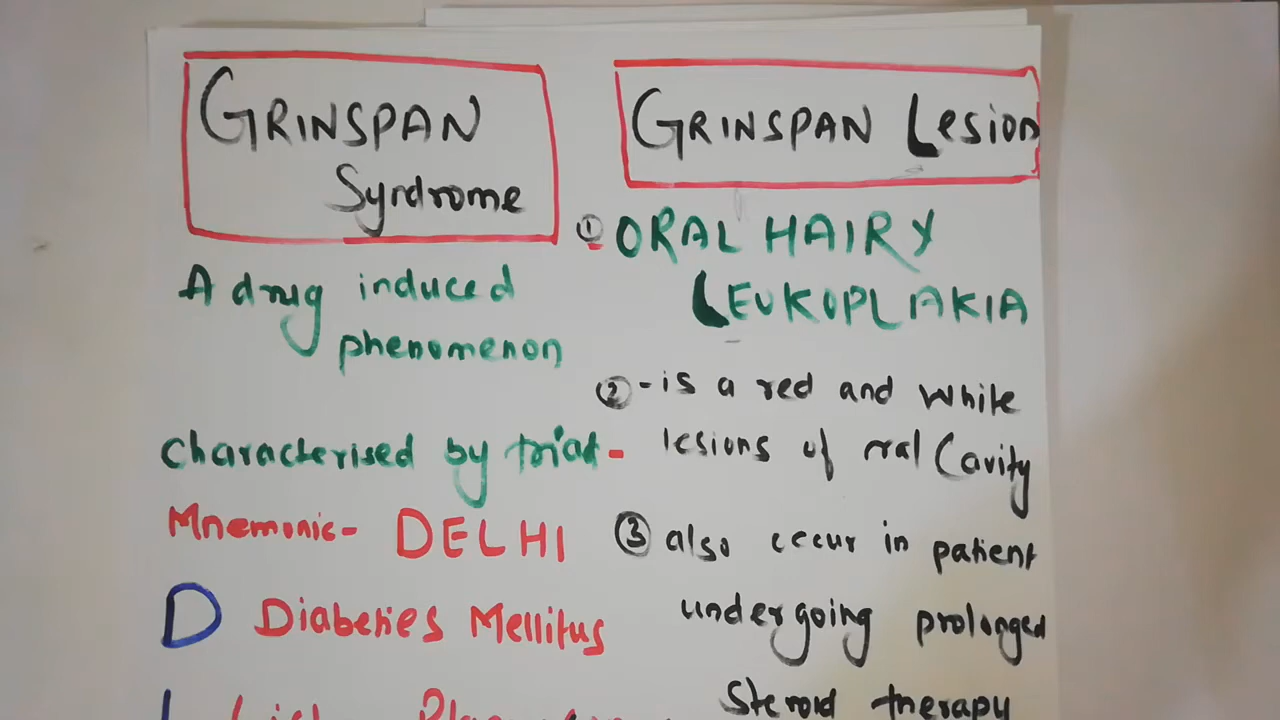 GRINSPAN
Syndrome
A drug induced
phenomenon
characterised by triad-
Mnemonic- DELHI
D Diabeties Mellitus
GRINSPAN Lesion
① ORAL HAIRY
LEUKOPLAKIA
② - is a red and white
lesions of oral Cavity
③ also occur in patient
undergoing prolonged
Steroid therapy